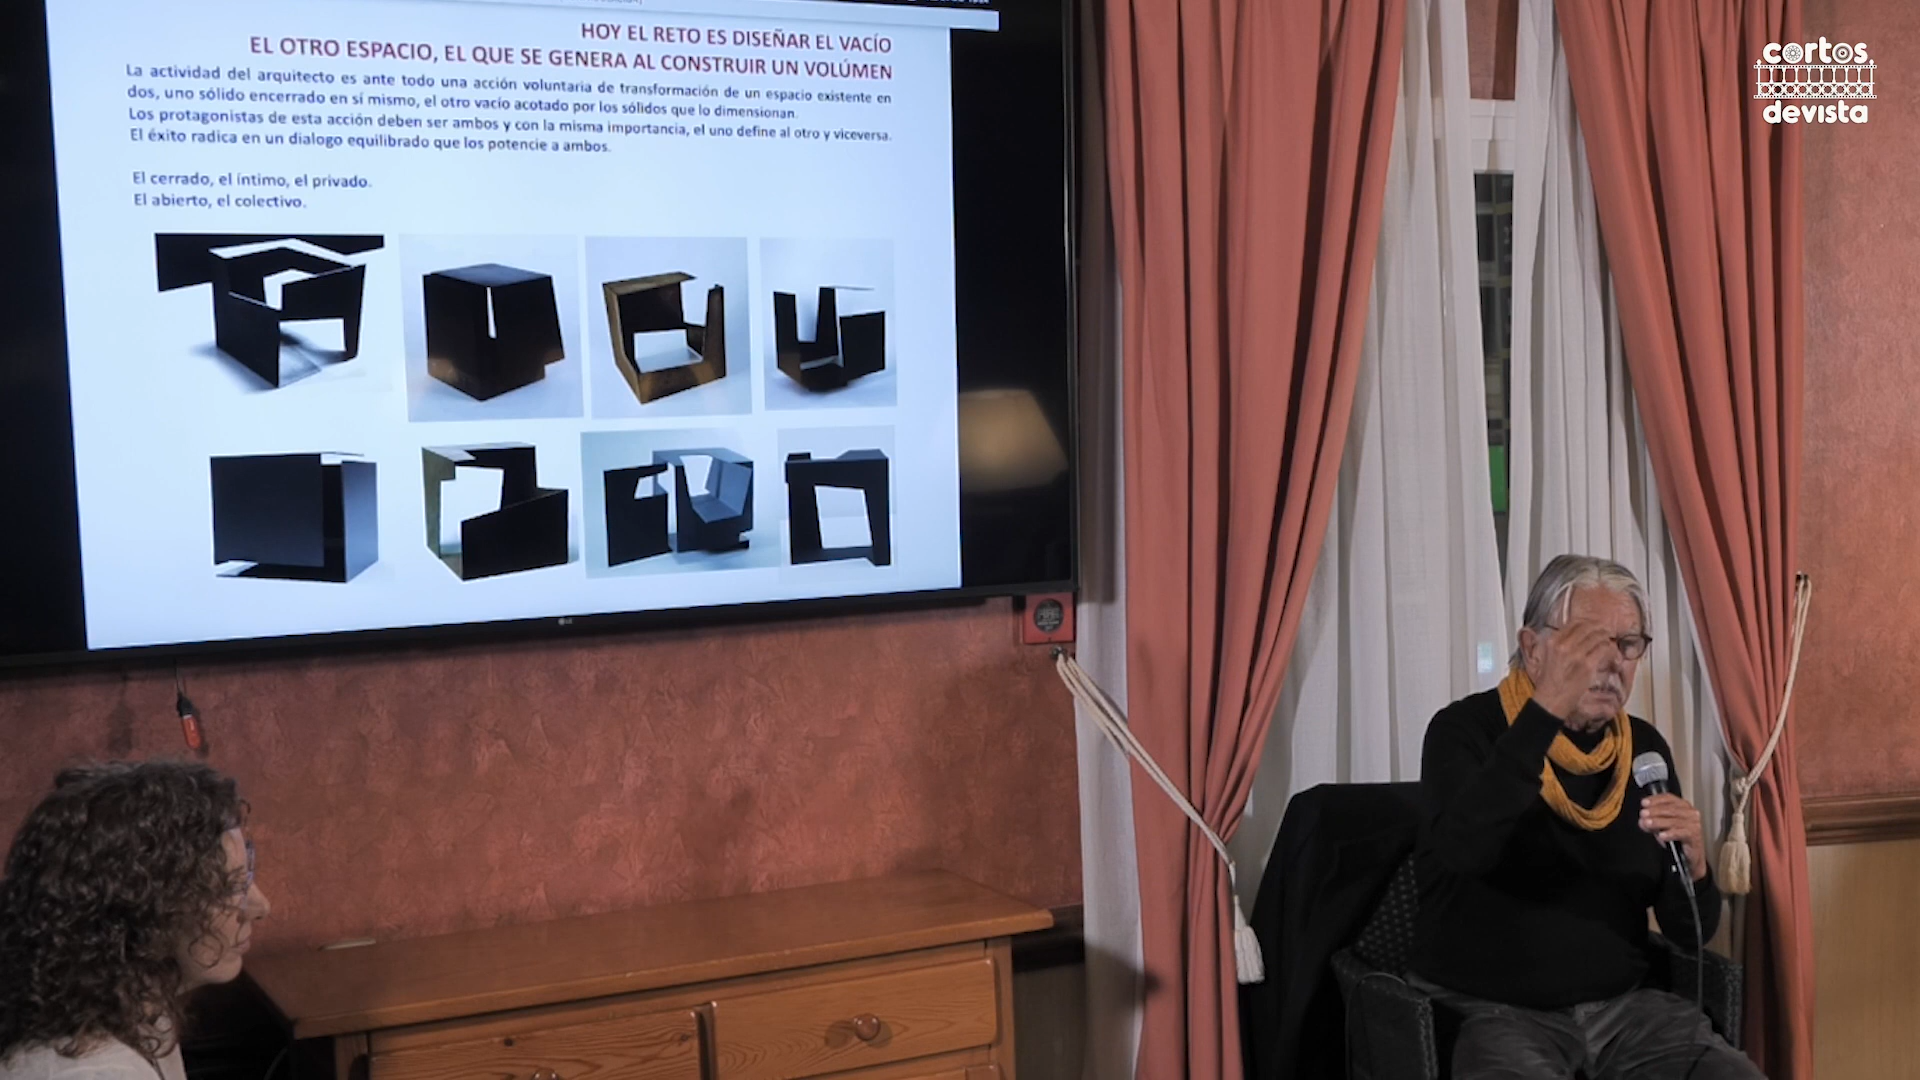 HOY EL RETO ES DISEÑAR EL VACÍO
EL OTRO ESPACIO, EL QUE SE GENERA AL CONSTRUIR UN VOLÚMEN
La actividad del arquitecto es ante todo una acción voluntaria de transformación de un espacio existente en
dos, uno sólido encerrado en sí mismo, el otro vacío acotado por los sólidos que lo dimensionan.
Los protagonistas de esta acción deben ser ambos y con la misma importancia, el uno define al otro y viceversa.
El éxito radica en un dialogo equilibrado que los potencie a ambos.
El cerrado, el íntimo, el privado.
El abierto, el colectivo.
cortos
devista
LG